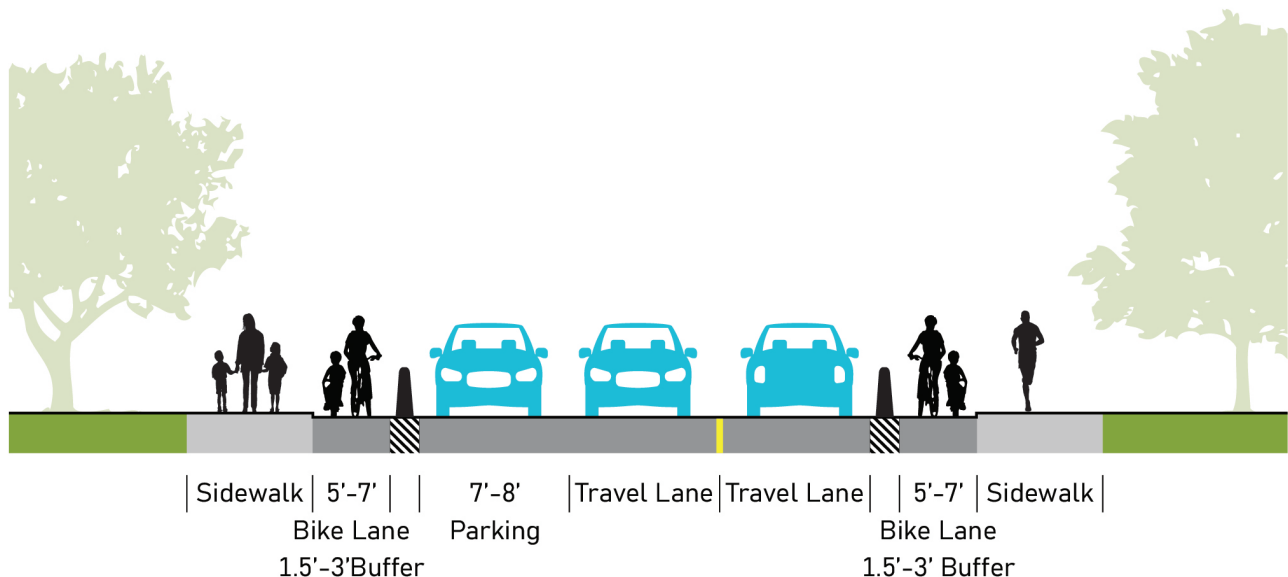 Sidewalk 5’-7’ 7’-8’ Travel Lane Travel Lane 5’-7’ Sidewalk
Bike Lane Parking Bike Lane
1.5’-3’Buffer 1.5’-3’ Buffer